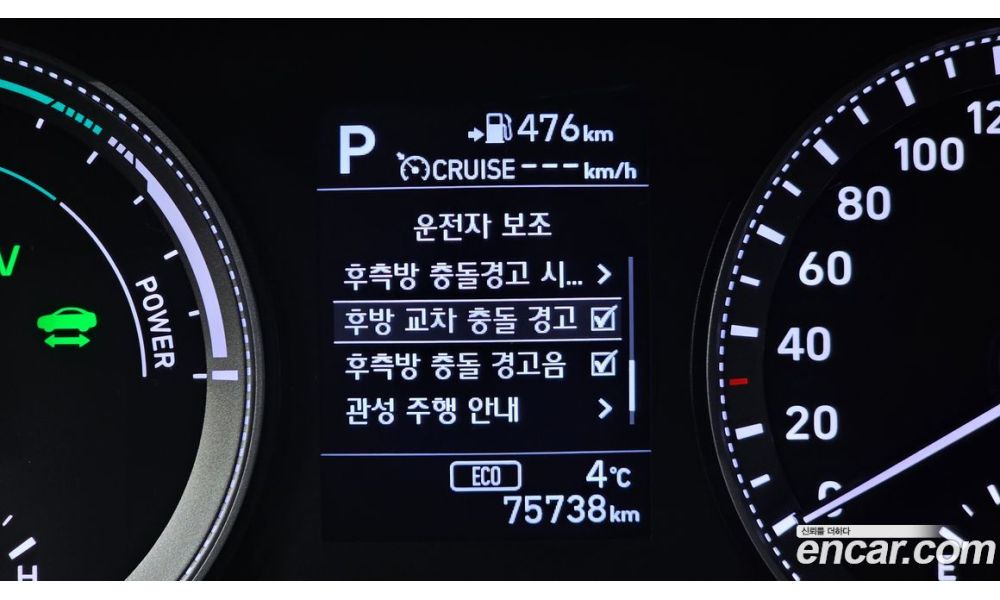 P
476km
CRUISE ---km/h
운전자 보조
후측방 충돌경고 시... >
후방 교차 충돌 경고
후측방 충돌 경고음
관성 주행 안내 >
ECO 4°C
75738km
V
POWER
H
120
100
80
60
40
20
0
E
신뢰를 더하다
encar.com